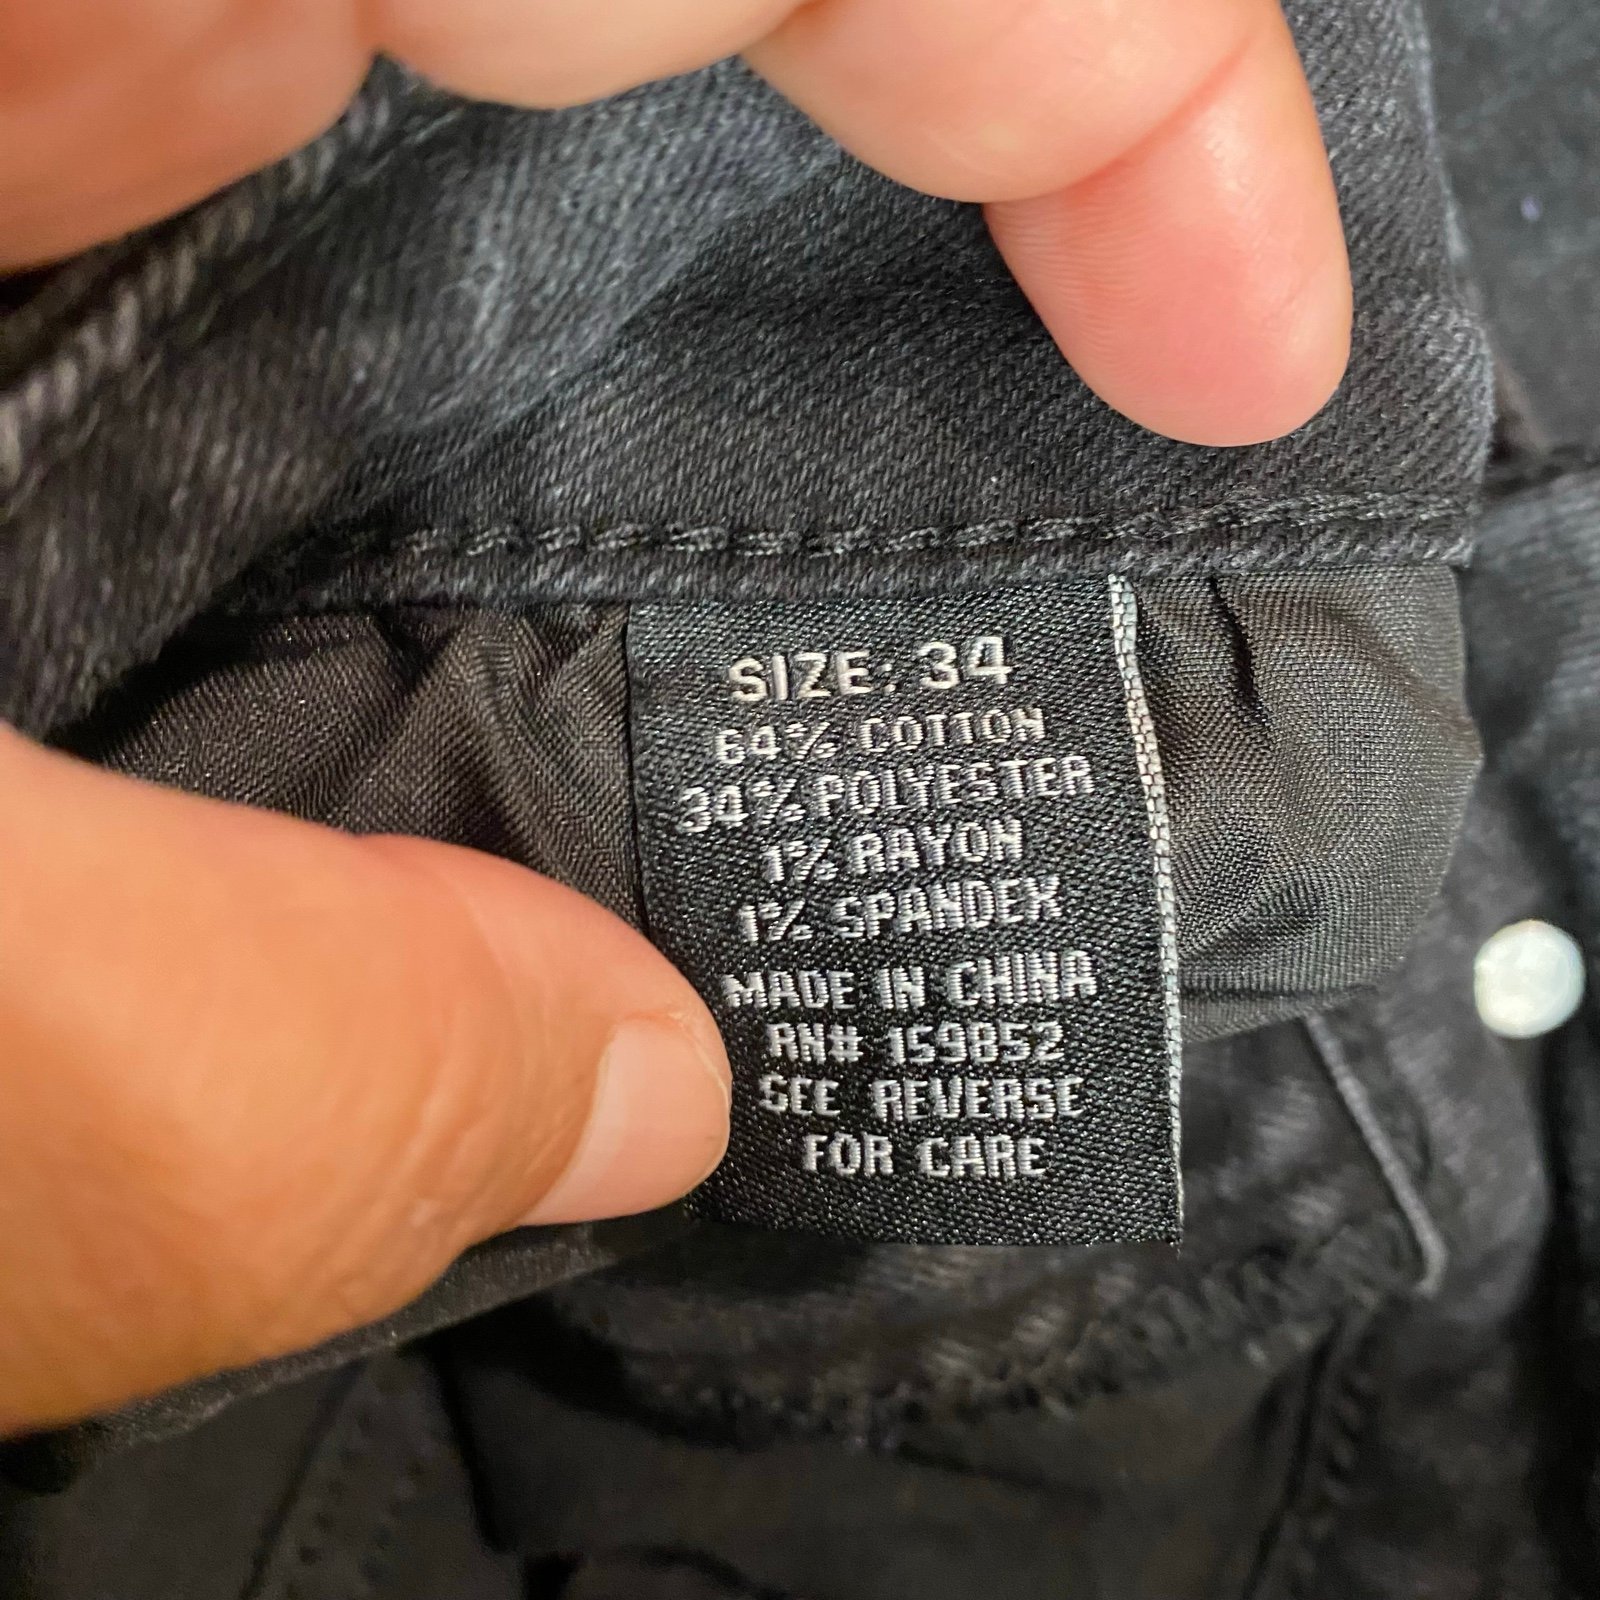 SIZE: 34
64% COTTON
34% POLYESTER
1% RAYON
1% SPANDEX
MADE IN CHINA
RN# 159852
SEE REVERSE
FOR CARE